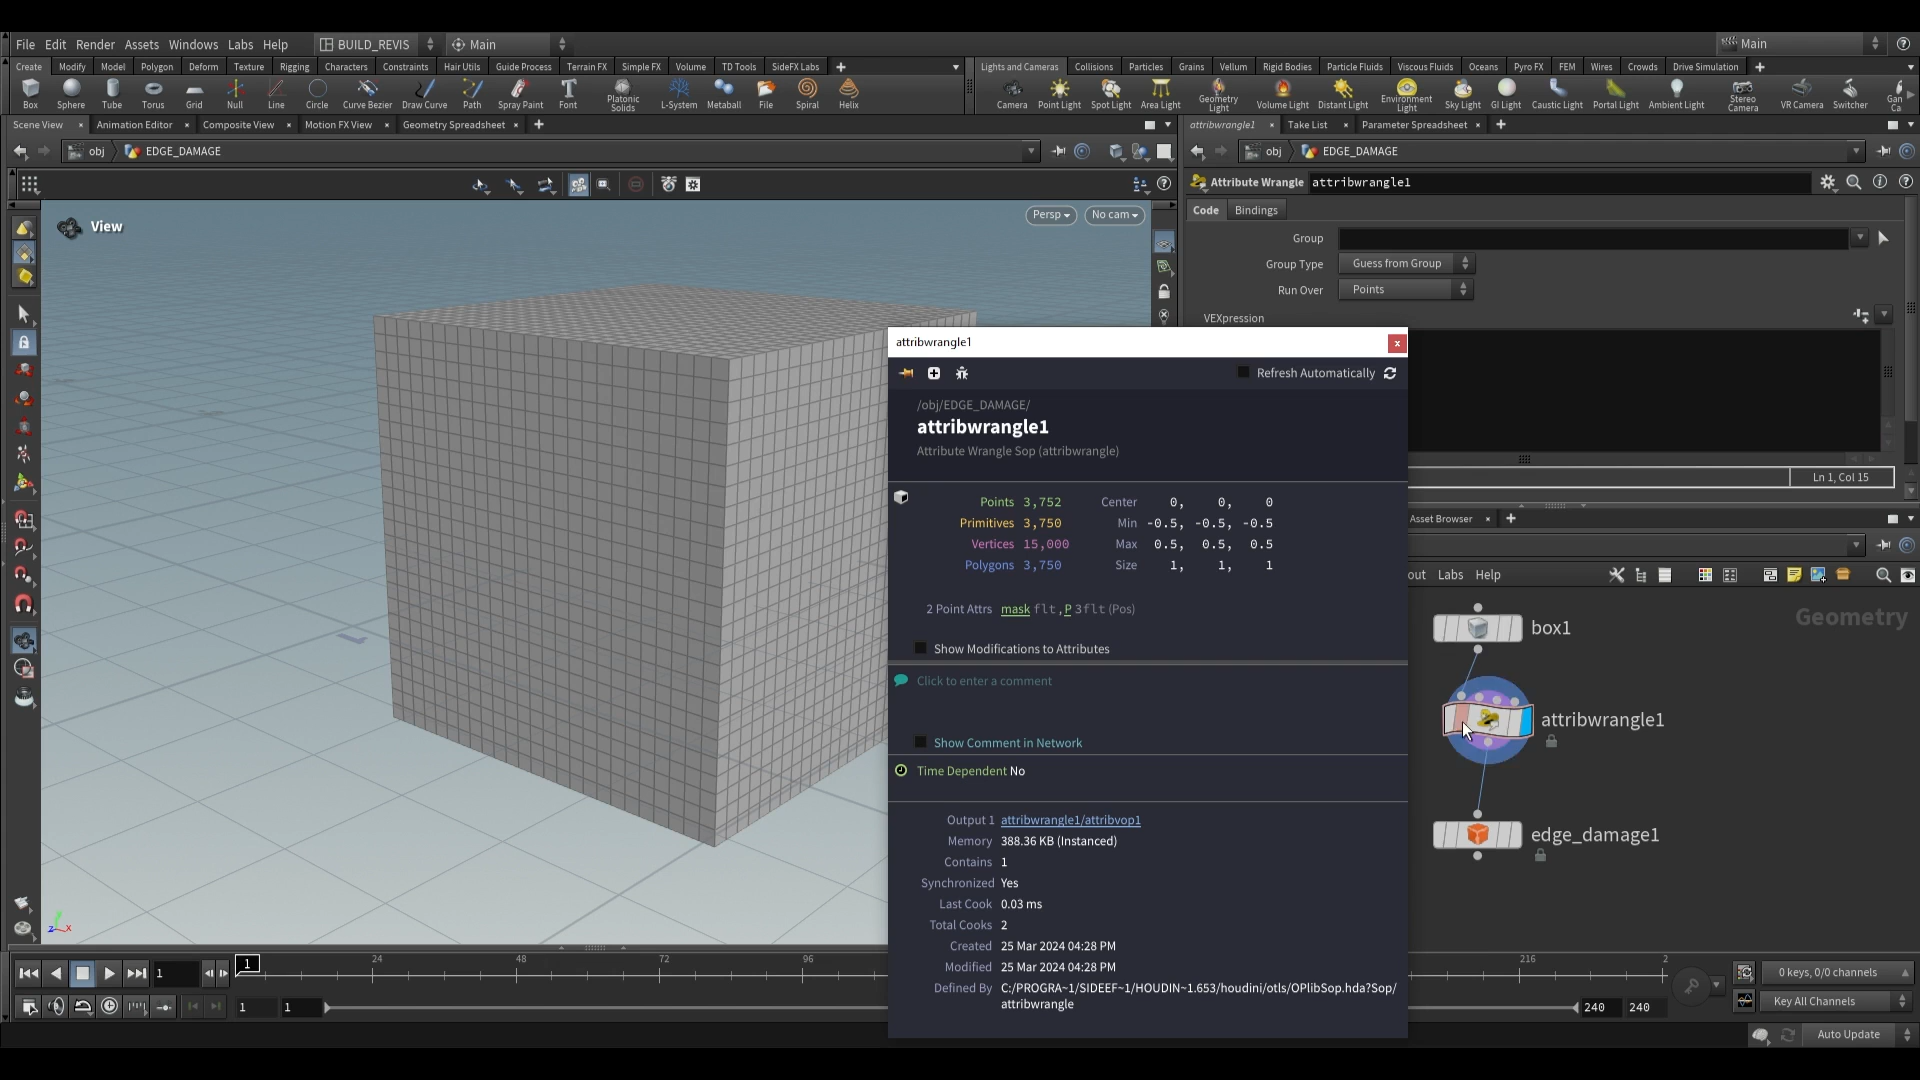 File Edit Render Assets Windows Labs Help BUILD_REVIS Main Main
Create Modify Model Polygon Deform Texture Rigging Characters Constraints Hair Utils Guide Process Terrain FX Simple FX Volume TD Tools SideFX Labs
Lights and Cameras Collisions Particles Grains Vellum Rigid Bodies Particle Fluids Viscous Fluids Oceans Pyro FX FEM Wires Crowds Drive Simulation
Box Sphere Tube Torus Grid Null Line Circle Curve Bezier Draw Curve Path Spray Paint Font Platonic Solids L-System Metaball File Spiral Helix
Camera Point Light Spot Light Area Light Geometry Light Volume Light Distant Light Environment Light Sky Light GI Light Caustic Light Portal Light Ambient Light Stereo Camera VR Camera Switcher Gan Ca
Scene View Animation Editor Composite View Motion FX View Geometry Spreadsheet
attribwrangle1 Take List Parameter Spreadsheet
obj EDGE_DAMAGE
obj EDGE_DAMAGE
Attribute Wrangle attribwrangle1
Code Bindings
View
Persp No cam
Group
Group Type Guess from Group
Run Over Points
VEXpression
Ln 1, Col 15
Asset Browser
out Labs Help
Geometry
box1
attribwrangle1
edge_damage1
attribwrangle1
Refresh Automatically
/obj/EDGE_DAMAGE/
attribwrangle1
Attribute Wrangle Sop (attribwrangle)
Points 3,752 Center 0, 0, 0
Primitives 3,750 Min -0.5, -0.5, -0.5
Vertices 15,000 Max 0.5, 0.5, 0.5
Polygons 3,750 Size 1, 1, 1
2 Point Attrs mask flt, P 3flt (Pos)
Show Modifications to Attributes
Click to enter a comment
Show Comment in Network
Time Dependent No
Output 1 attribwrangle1/attribvop1
Memory 388.36 KB (Instanced)
Contains 1
Synchronized Yes
Last Cook 0.03 ms
Total Cooks 2
Created 25 Mar 2024 04:28 PM
Modified 25 Mar 2024 04:28 PM
Defined By C:/PROGRA~1/SIDEEF~1/HOUDIN~1.653/houdini/otls/OPlibSop.hda?Sop/
attribwrangle
z x
1 1 24 48 72 96 216 2
0 keys, 0/0 channels
1 1 240 240
Key All Channels
Auto Update